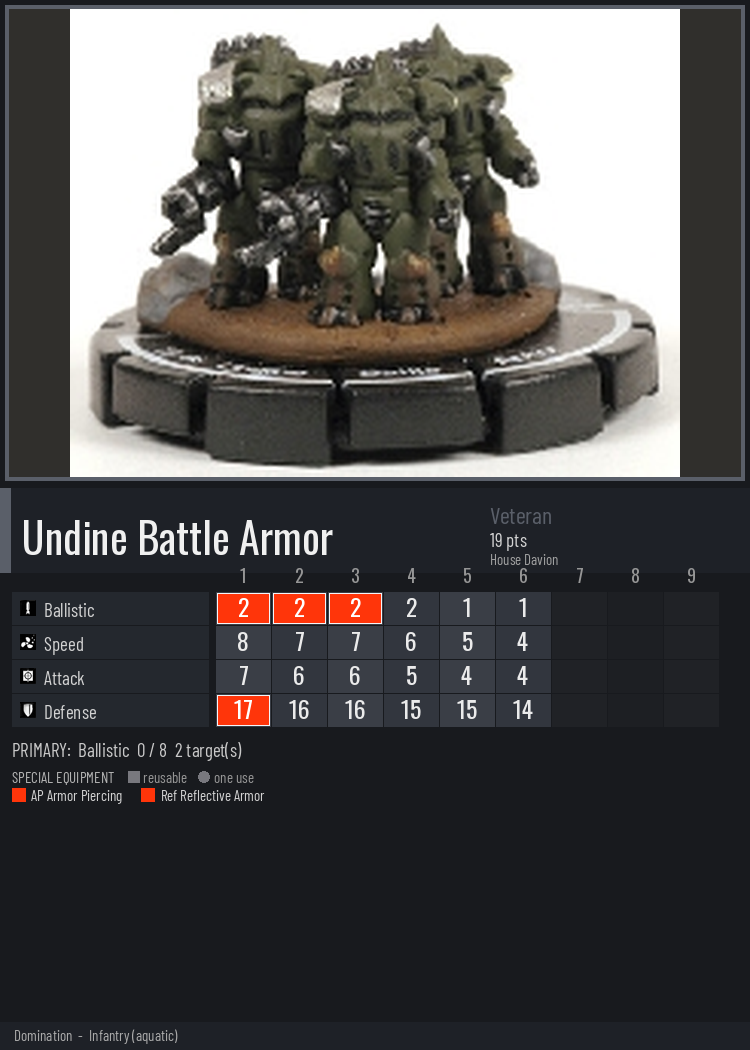 Undine Battle Armor
Veteran
19 pts
House Davion
1 2 3 4 5 6 7 8 9
Ballistic 2 2 2 2 1 1
Speed 8 7 7 6 5 4
Attack 7 6 6 5 4 4
Defense 17 16 16 15 15 14
PRIMARY: Ballistic 0 / 8 2 target(s)
SPECIAL EQUIPMENT reusable one use
AP Armor Piercing Ref Reflective Armor
Domination - Infantry (aquatic)